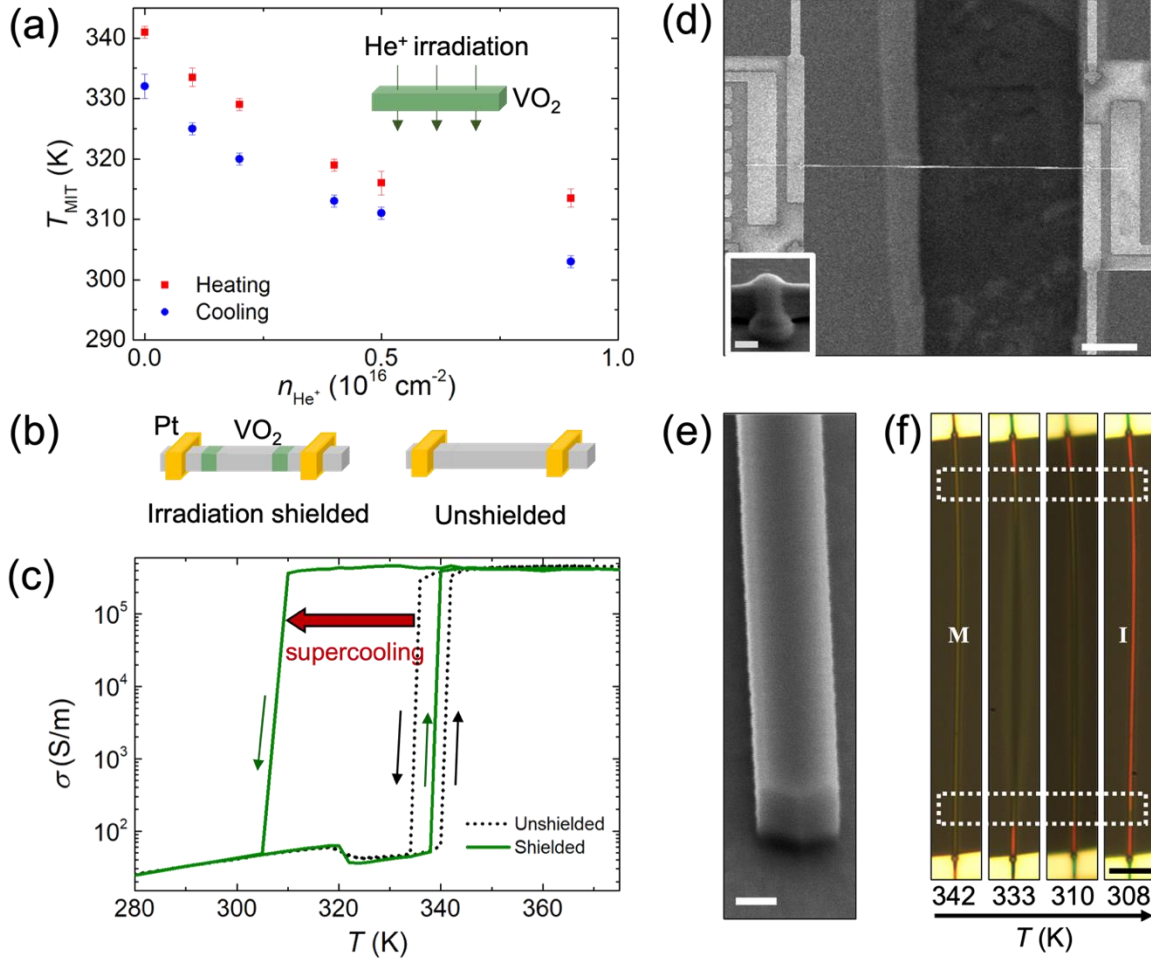 (a)
T_MIT (K)
340
330
320
310
300
290
He⁺ irradiation
VO₂
Heating
Cooling
0.0
0.5
1.0
n_He⁺ (10¹⁶ cm⁻²)
(b)
Pt
VO₂
Irradiation shielded
Unshielded
(c)
σ (S/m)
10⁵
10⁴
10³
10²
supercooling
Unshielded
Shielded
280
300
320
340
360
T (K)
(d)
(e)
(f)
M
I
342
333
310
308
T (K)